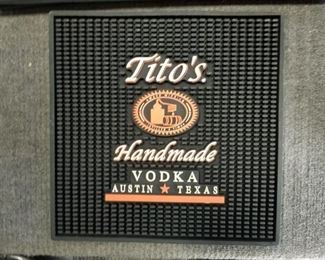 Tito's
Handmade
VODKA
AUSTIN ★ TEXAS